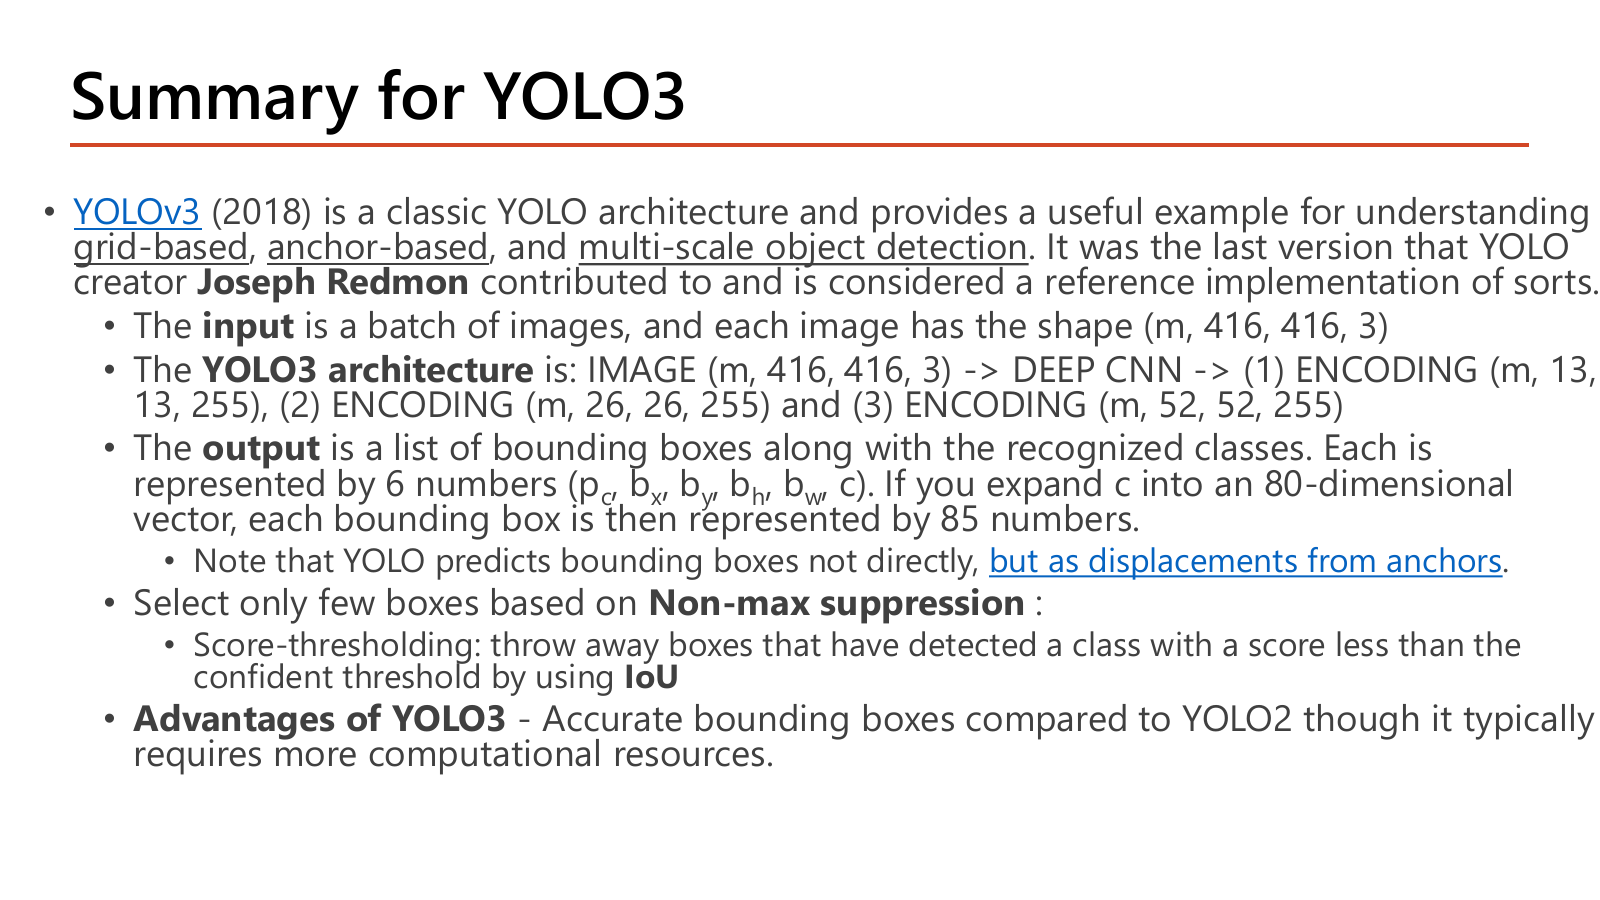 Summary for YOLO3
• YOLOv3 (2018) is a classic YOLO architecture and provides a useful example for understanding
grid-based, anchor-based, and multi-scale object detection. It was the last version that YOLO
creator Joseph Redmon contributed to and is considered a reference implementation of sorts.
• The input is a batch of images, and each image has the shape (m, 416, 416, 3)
• The YOLO3 architecture is: IMAGE (m, 416, 416, 3) -> DEEP CNN -> (1) ENCODING (m, 13,
13, 255), (2) ENCODING (m, 26, 26, 255) and (3) ENCODING (m, 52, 52, 255)
• The output is a list of bounding boxes along with the recognized classes. Each is
represented by 6 numbers (pc, bx, by, bh, bw, c). If you expand c into an 80-dimensional
vector, each bounding box is then represented by 85 numbers.
• Note that YOLO predicts bounding boxes not directly, but as displacements from anchors.
• Select only few boxes based on Non-max suppression :
• Score-thresholding: throw away boxes that have detected a class with a score less than the
confident threshold by using IoU
• Advantages of YOLO3 - Accurate bounding boxes compared to YOLO2 though it typically
requires more computational resources.